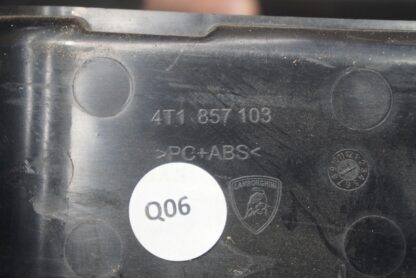 4T1 857 103
>PC+ABS<
LAMBORGHINI
Q06